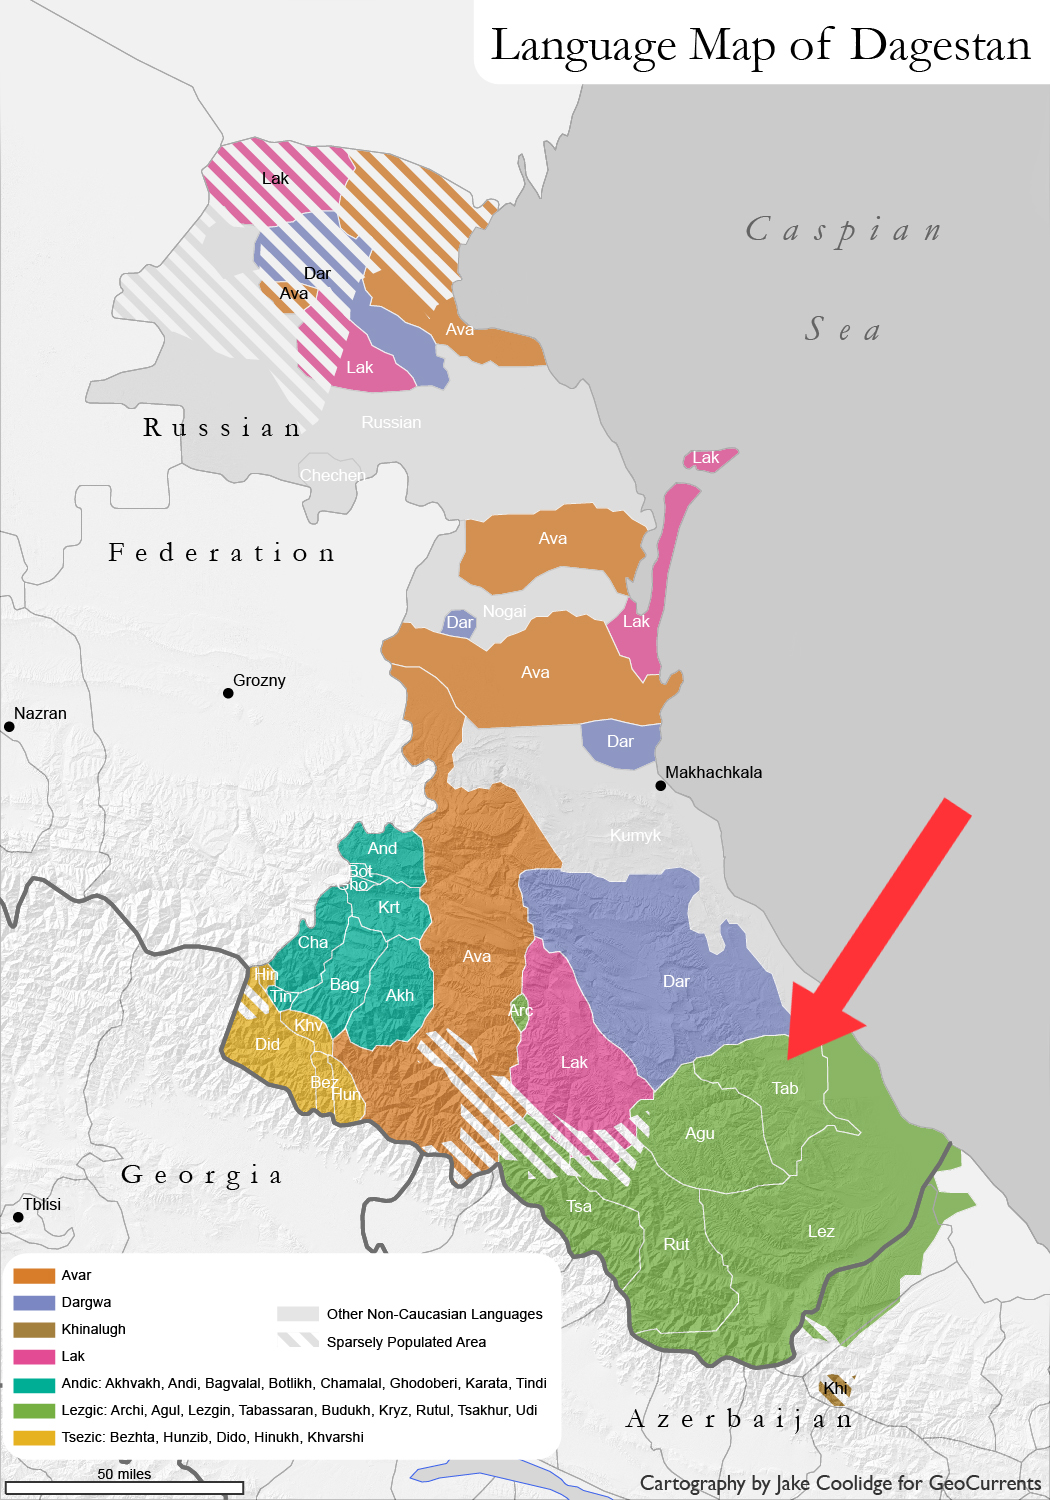 Language Map of Dagestan
Caspian
Sea
Lak
Dar
Ava
Ava
Lak
Russian
Russian
Chechen
Lak
Federation
Ava
Nogai
Dar
Lak
Ava
Grozny
Nazran
Dar
Makhachkala
Kumyk
And
Bot
Gho
Krt
Cha
Ava
Hin
Bag
Dar
Tin
Akh
Arc
Khv
Did
Lak
Bez
Hun
Tab
Agu
Georgia
Tblisi
Tsa
Lez
Rut
Avar
Dargwa
Khinalugh
Lak
Other Non-Caucasian Languages
Sparsely Populated Area
Andic: Akhvakh, Andi, Bagvalal, Botlikh, Chamalal, Ghodoberi, Karata, Tindi
Lezgic: Archi, Agul, Lezgin, Tabassaran, Budukh, Kryz, Rutul, Tsakhur, Udi
Tsezic: Bezhta, Hunzib, Dido, Hinukh, Khvarshi
Khi
Azerbaijan
50 miles
Cartography by Jake Coolidge for GeoCurrents